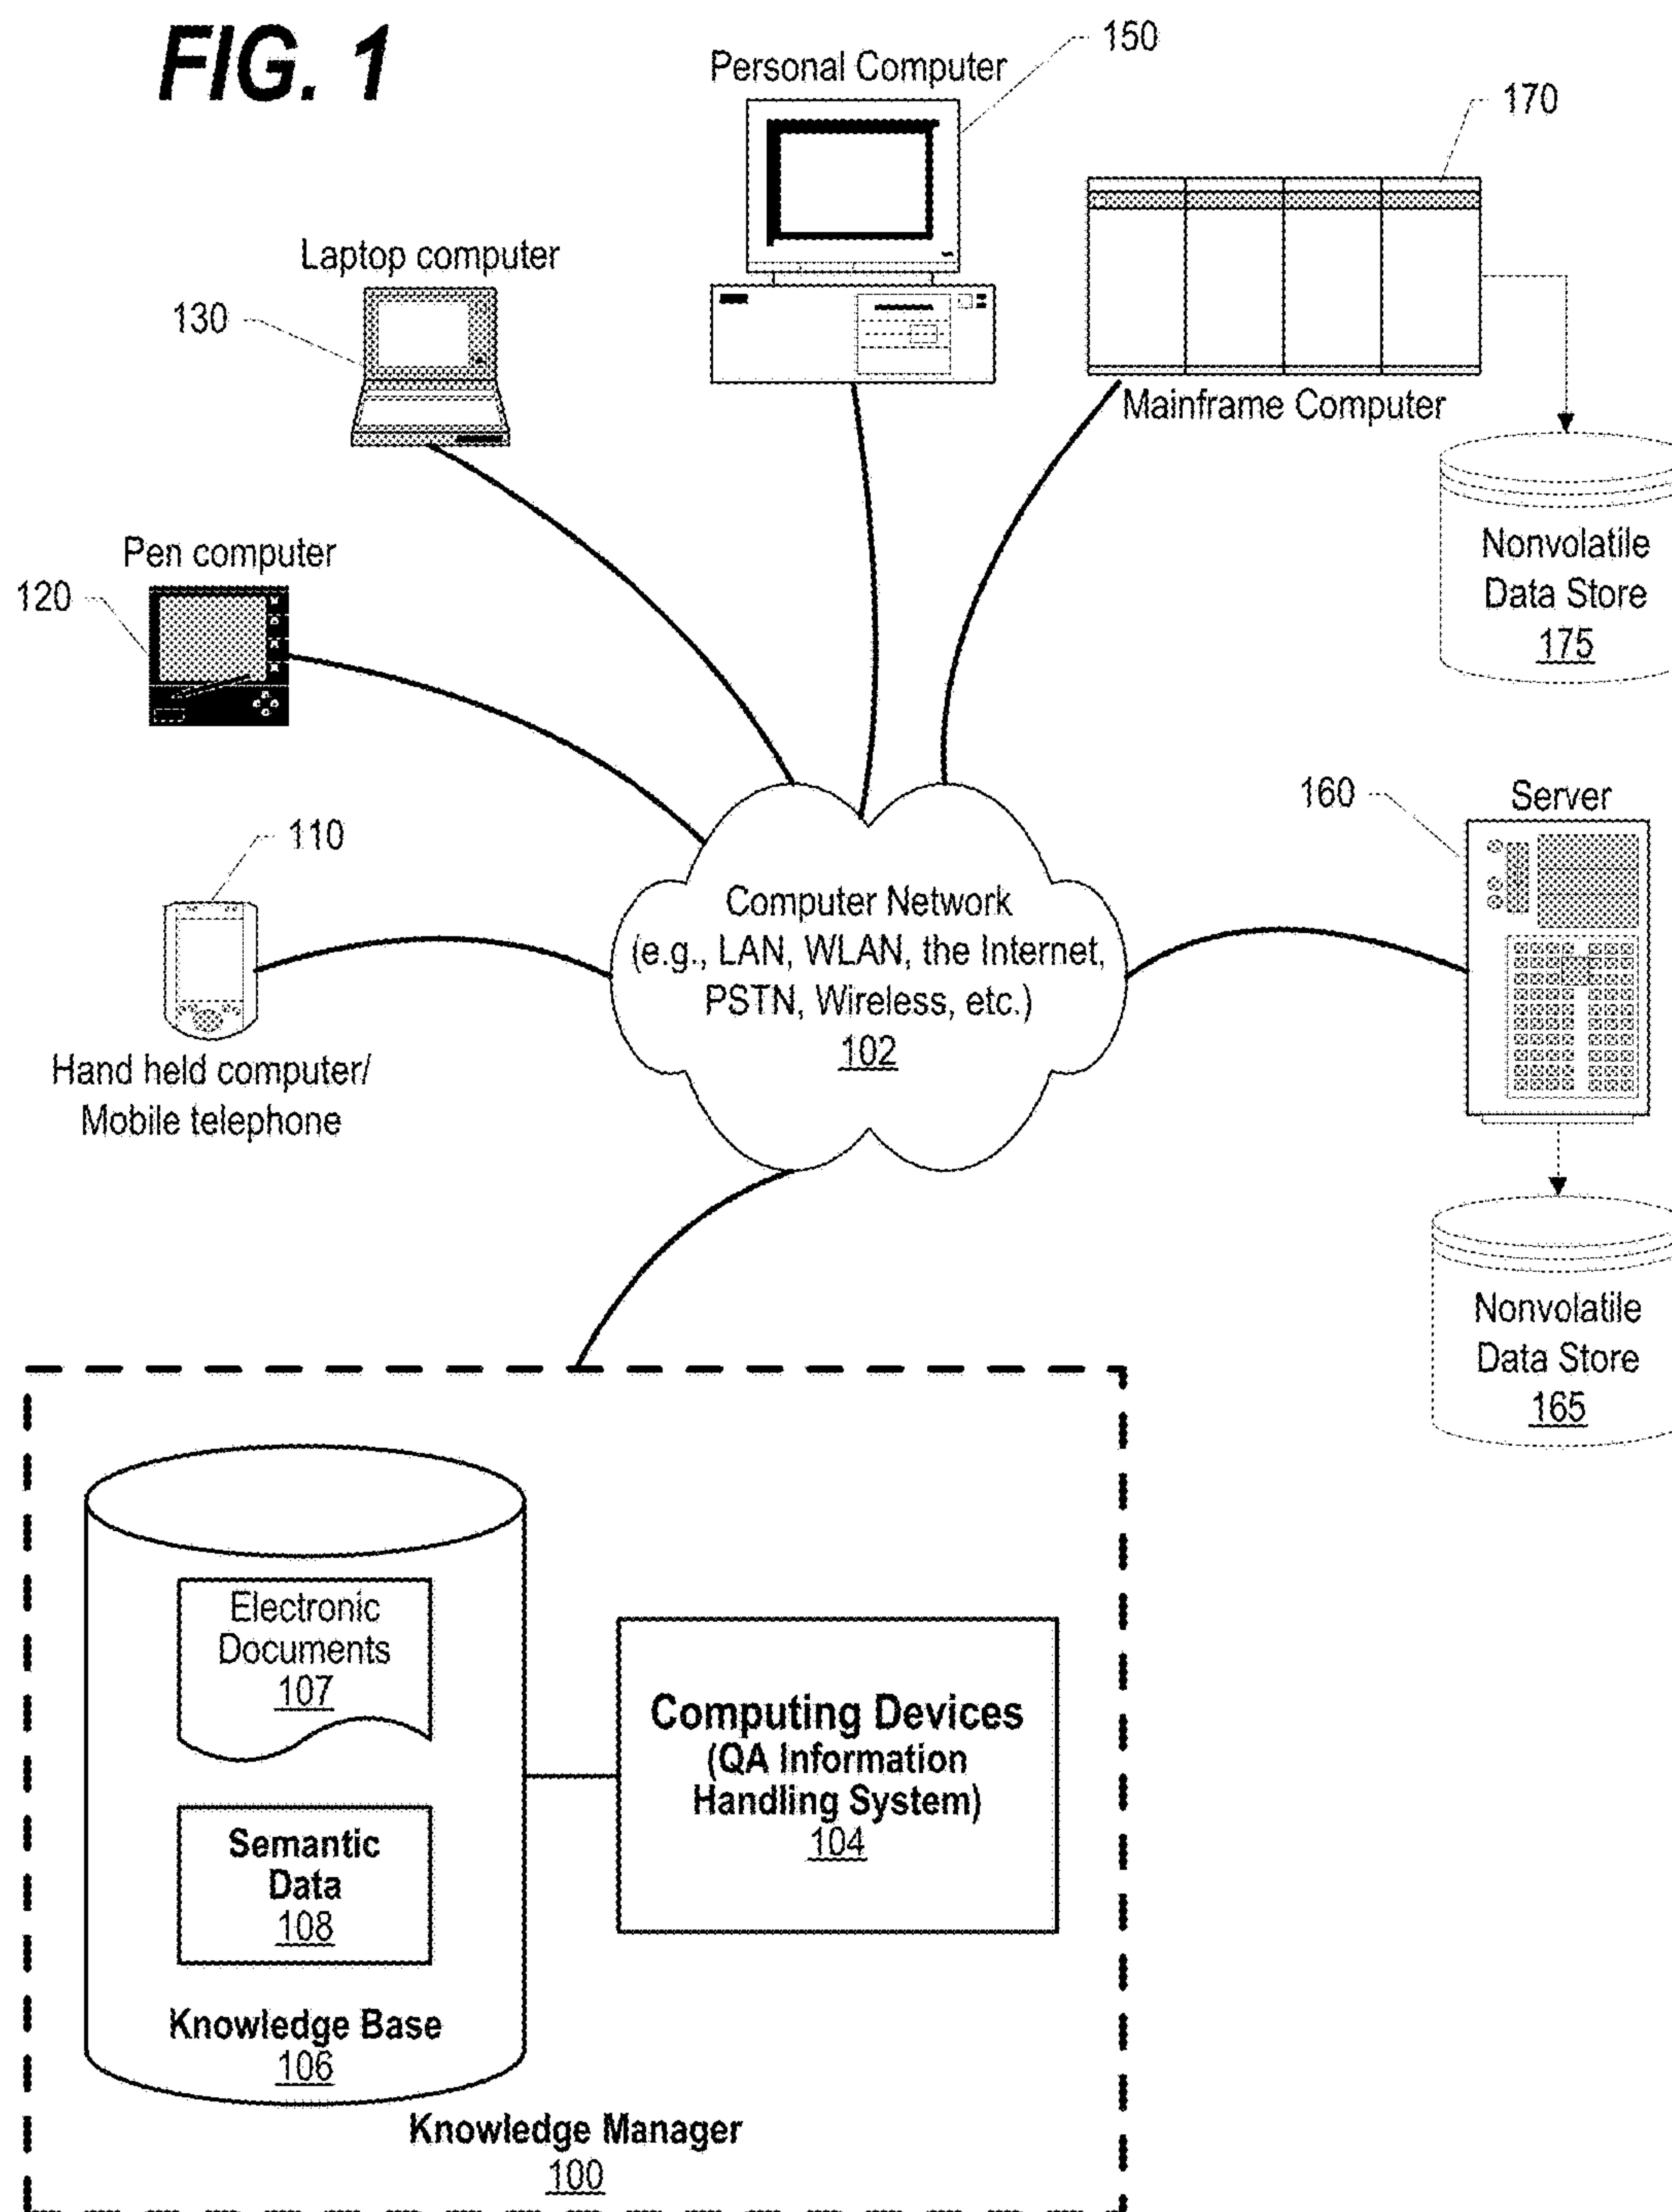 FIG. 1
Personal Computer
150
170
Laptop computer
130
Mainframe Computer
Nonvolatile
Data Store
175
Pen computer
120
160
Server
110
Computer Network
(e.g., LAN, WLAN, the Internet,
PSTN, Wireless, etc.)
102
Hand held computer/
Mobile telephone
Nonvolatile
Data Store
165
Electronic
Documents
107
Computing Devices
(QA Information
Handling System)
104
Semantic
Data
108
Knowledge Base
106
Knowledge Manager
100